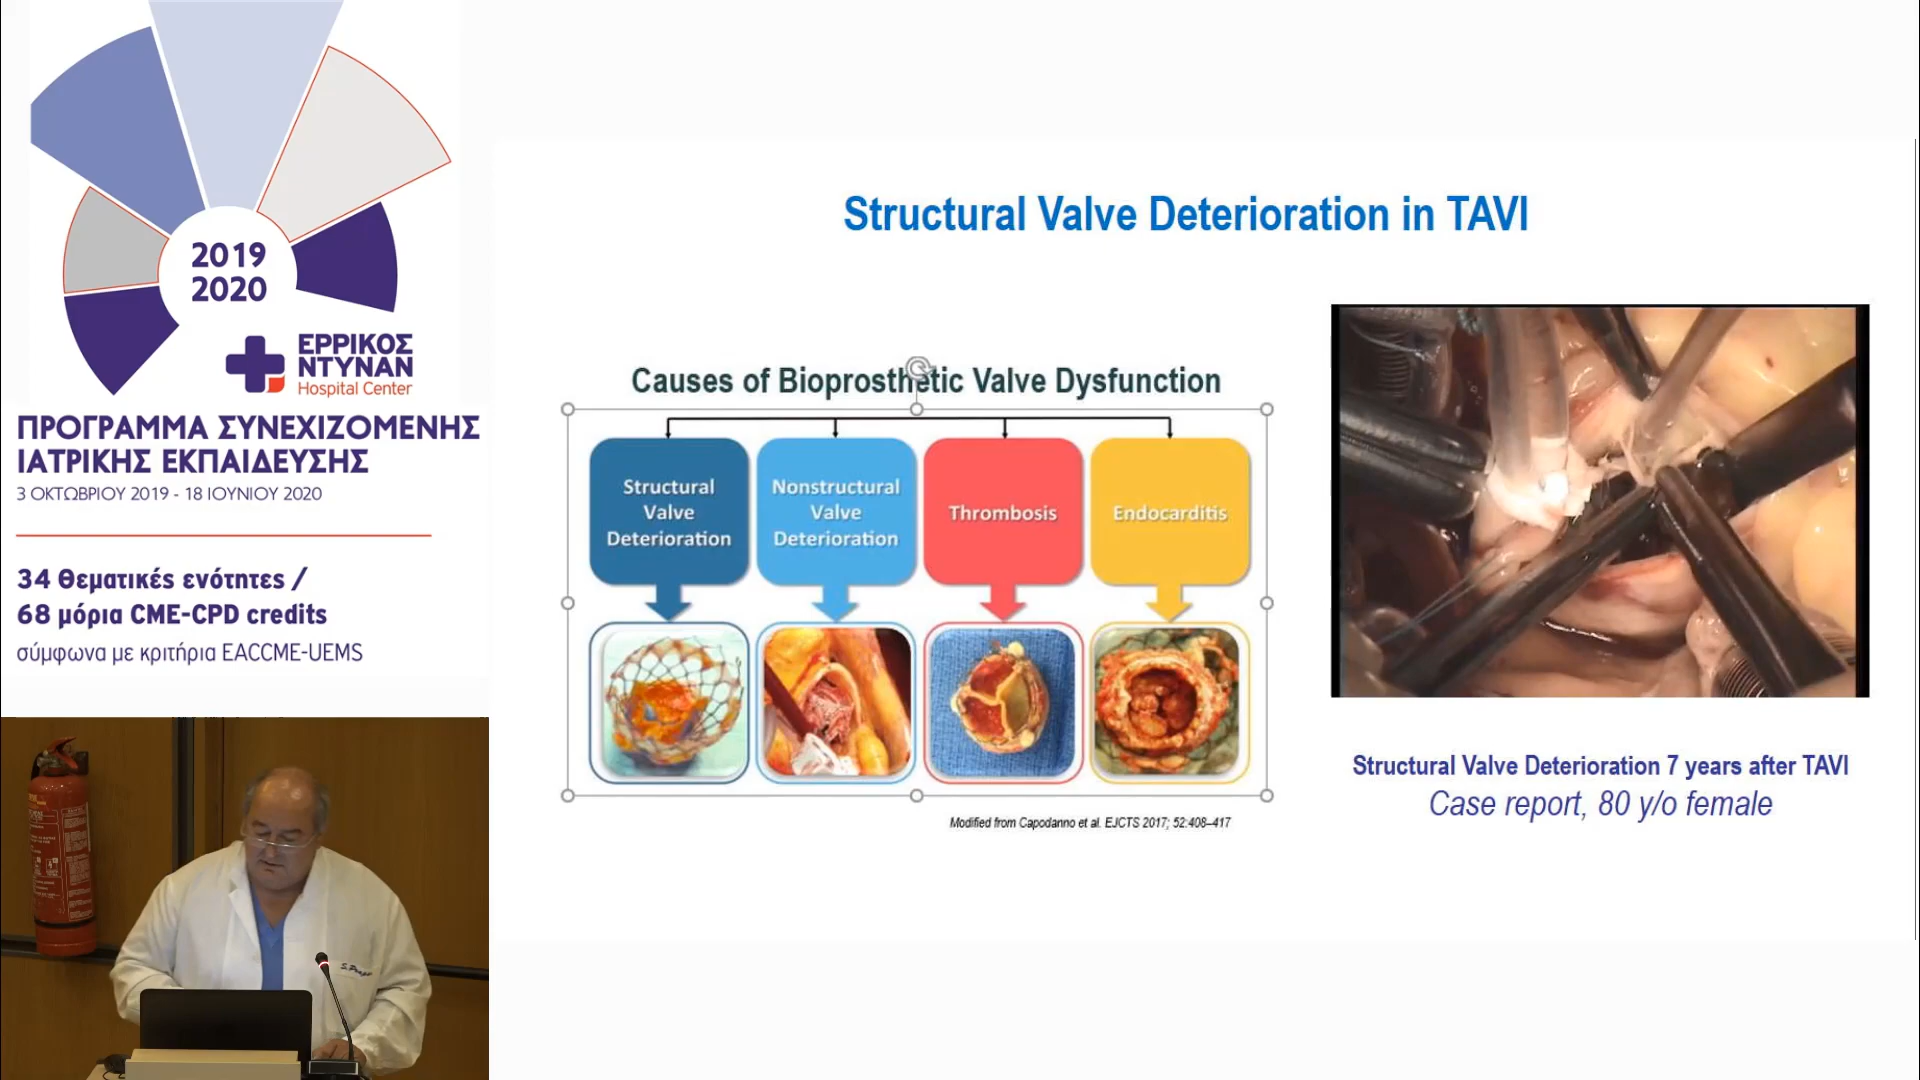 2019
2020
ΕΡΡΙΚΟΣ
ΝΤΥΝΑΝ
Hospital Center
ΠΡΟΓΡΑΜΜΑ ΣΥΝΕΧΙΖΟΜΕΝΗΣ
ΙΑΤΡΙΚΗΣ ΕΚΠΑΙΔΕΥΣΗΣ
3 ΟΚΤΩΒΡΙΟΥ 2019 - 18 ΙΟΥΝΙΟΥ 2020
34 θεματικές ενότητες /
68 μόρια CME-CPD credits
σύμφωνα με κριτήρια EACCME-UEMS
Structural Valve Deterioration in TAVI
Causes of Bioprosthetic Valve Dysfunction
Structural
Valve
Deterioration
Nonstructural
Valve
Deterioration
Thrombosis
Endocarditis
Modified from Capodanno et al. EJCTS 2017; 52:408–417
Structural Valve Deterioration 7 years after TAVI
Case report, 80 y/o female